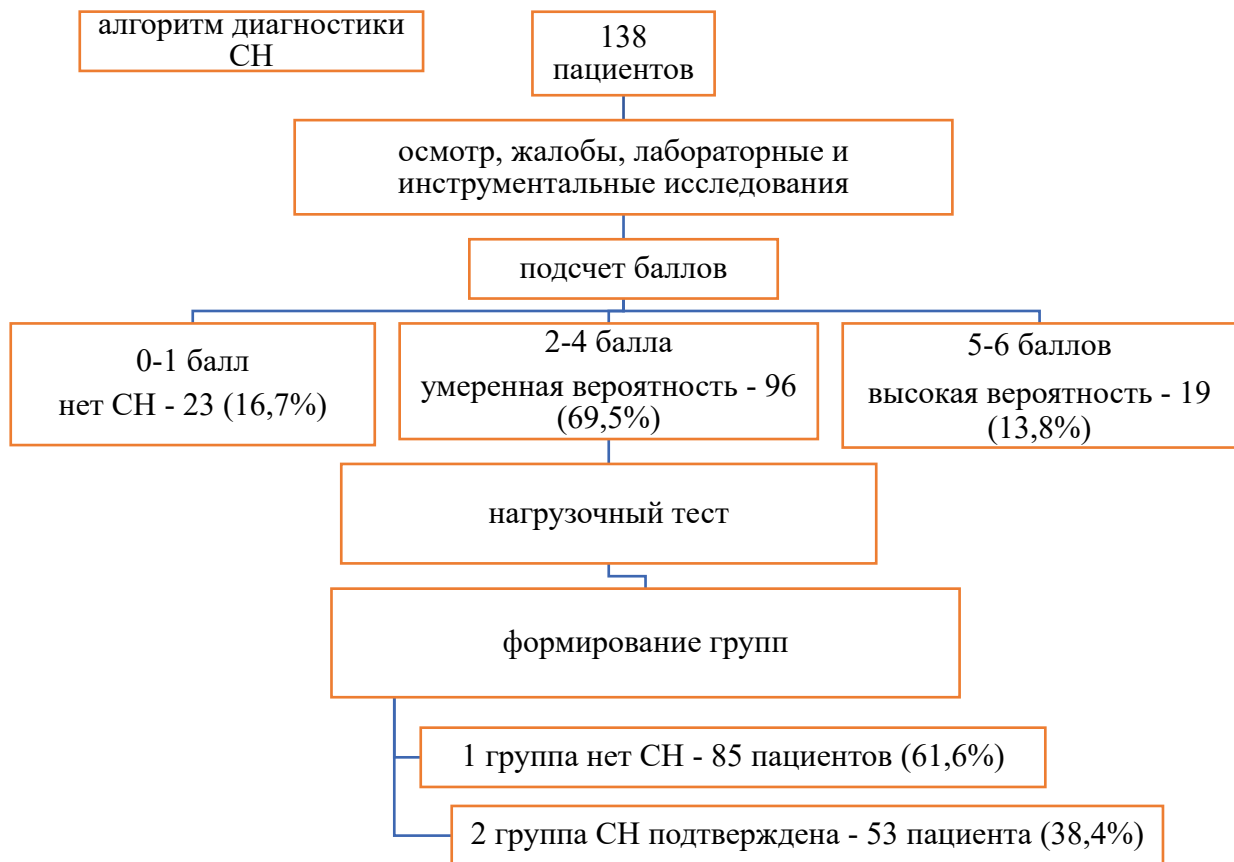 алгоритм диагностики
СН
138
пациентов
осмотр, жалобы, лабораторные и
инструментальные исследования
подсчет баллов
0-1 балл
нет СН - 23 (16,7%)
2-4 балла
умеренная вероятность - 96
(69,5%)
5-6 баллов
высокая вероятность - 19
(13,8%)
нагрузочный тест
формирование групп
1 группа нет СН - 85 пациентов (61,6%)
2 группа СН подтверждена - 53 пациента (38,4%)